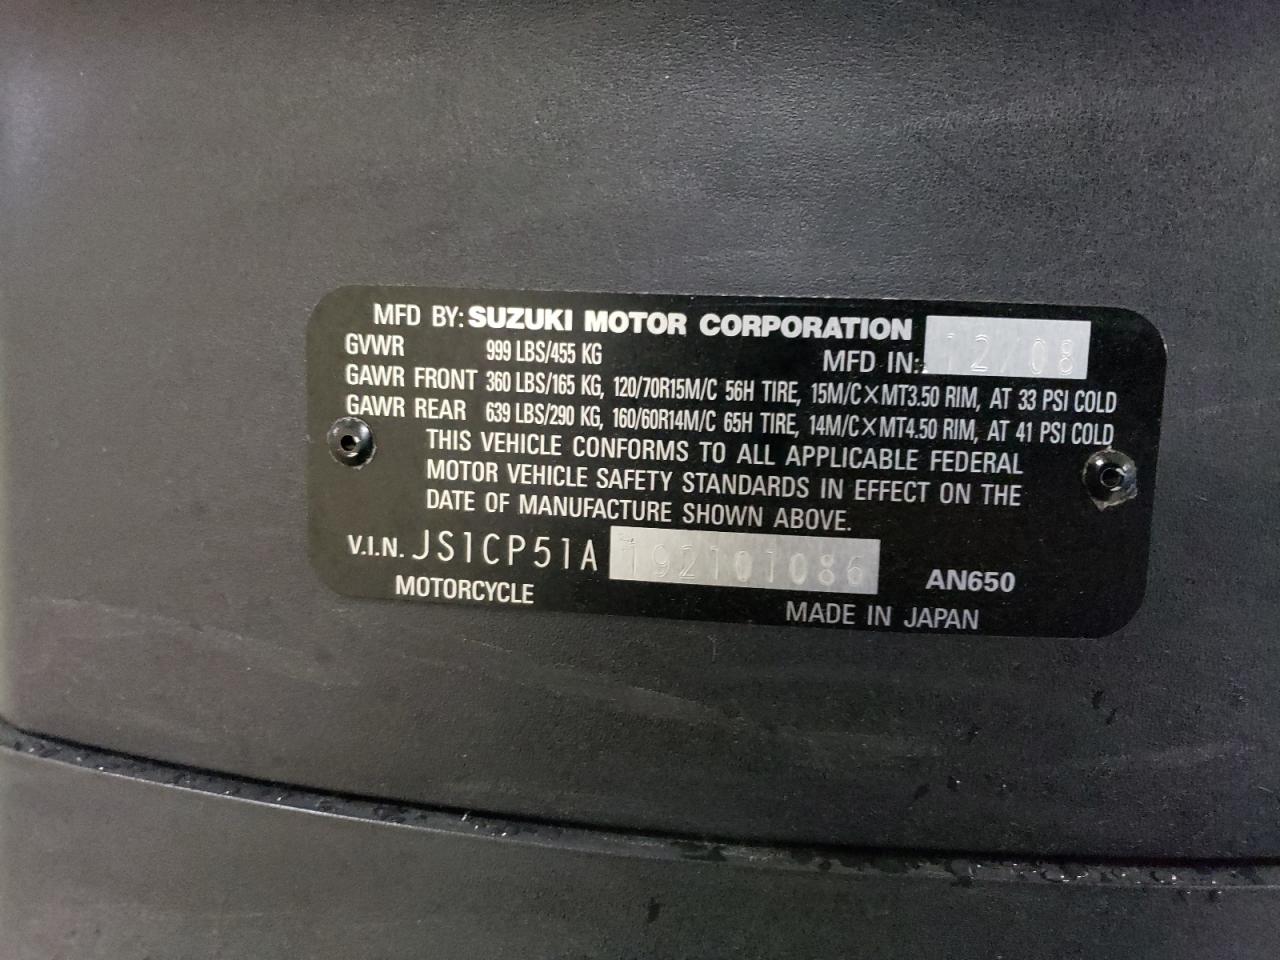 MFD BY: SUZUKI MOTOR CORPORATION
GVWR 999 LBS/455 KG MFD IN: 12/08
GAWR FRONT 360 LBS/165 KG, 120/70R15M/C 56H TIRE, 15M/C×MT3.50 RIM, AT 33 PSI COLD
GAWR REAR 639 LBS/290 KG, 160/60R14M/C 65H TIRE, 14M/C×MT4.50 RIM, AT 41 PSI COLD
THIS VEHICLE CONFORMS TO ALL APPLICABLE FEDERAL
MOTOR VEHICLE SAFETY STANDARDS IN EFFECT ON THE
DATE OF MANUFACTURE SHOWN ABOVE.
V.I.N. JS1CP51A192101086 AN650
MOTORCYCLE MADE IN JAPAN